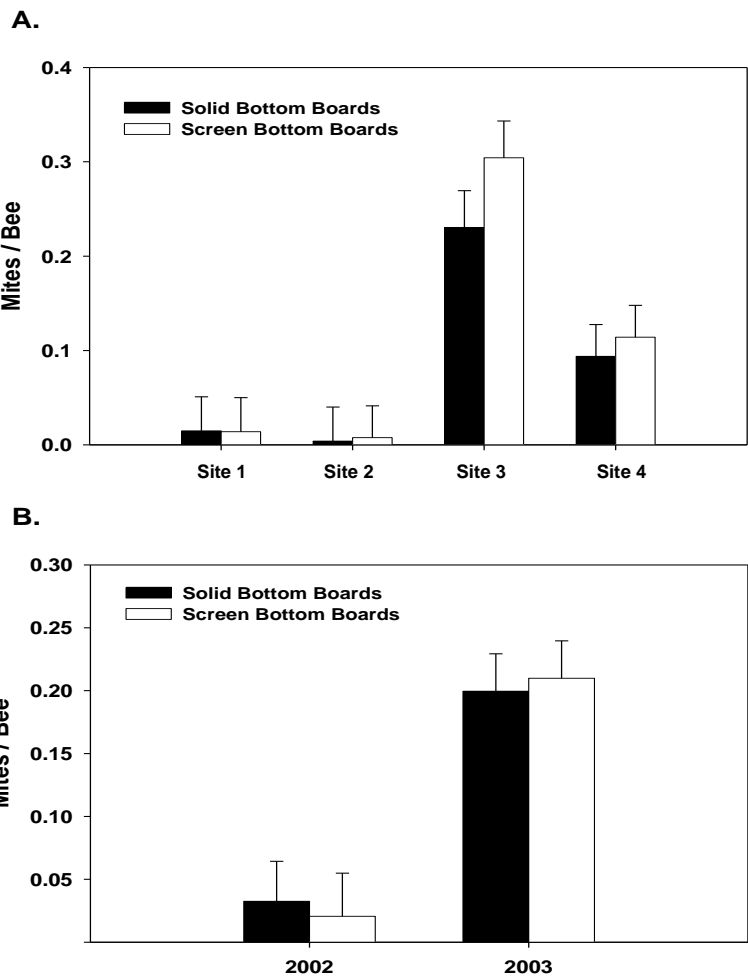 A.
0.4
Solid Bottom Boards
Screen Bottom Boards
0.3
Mites / Bee
0.2
0.1
0.0
Site 1 Site 2 Site 3 Site 4
B.
0.30
Solid Bottom Boards
Screen Bottom Boards
0.25
0.20
Mites / Bee
0.15
0.10
0.05
2002 2003